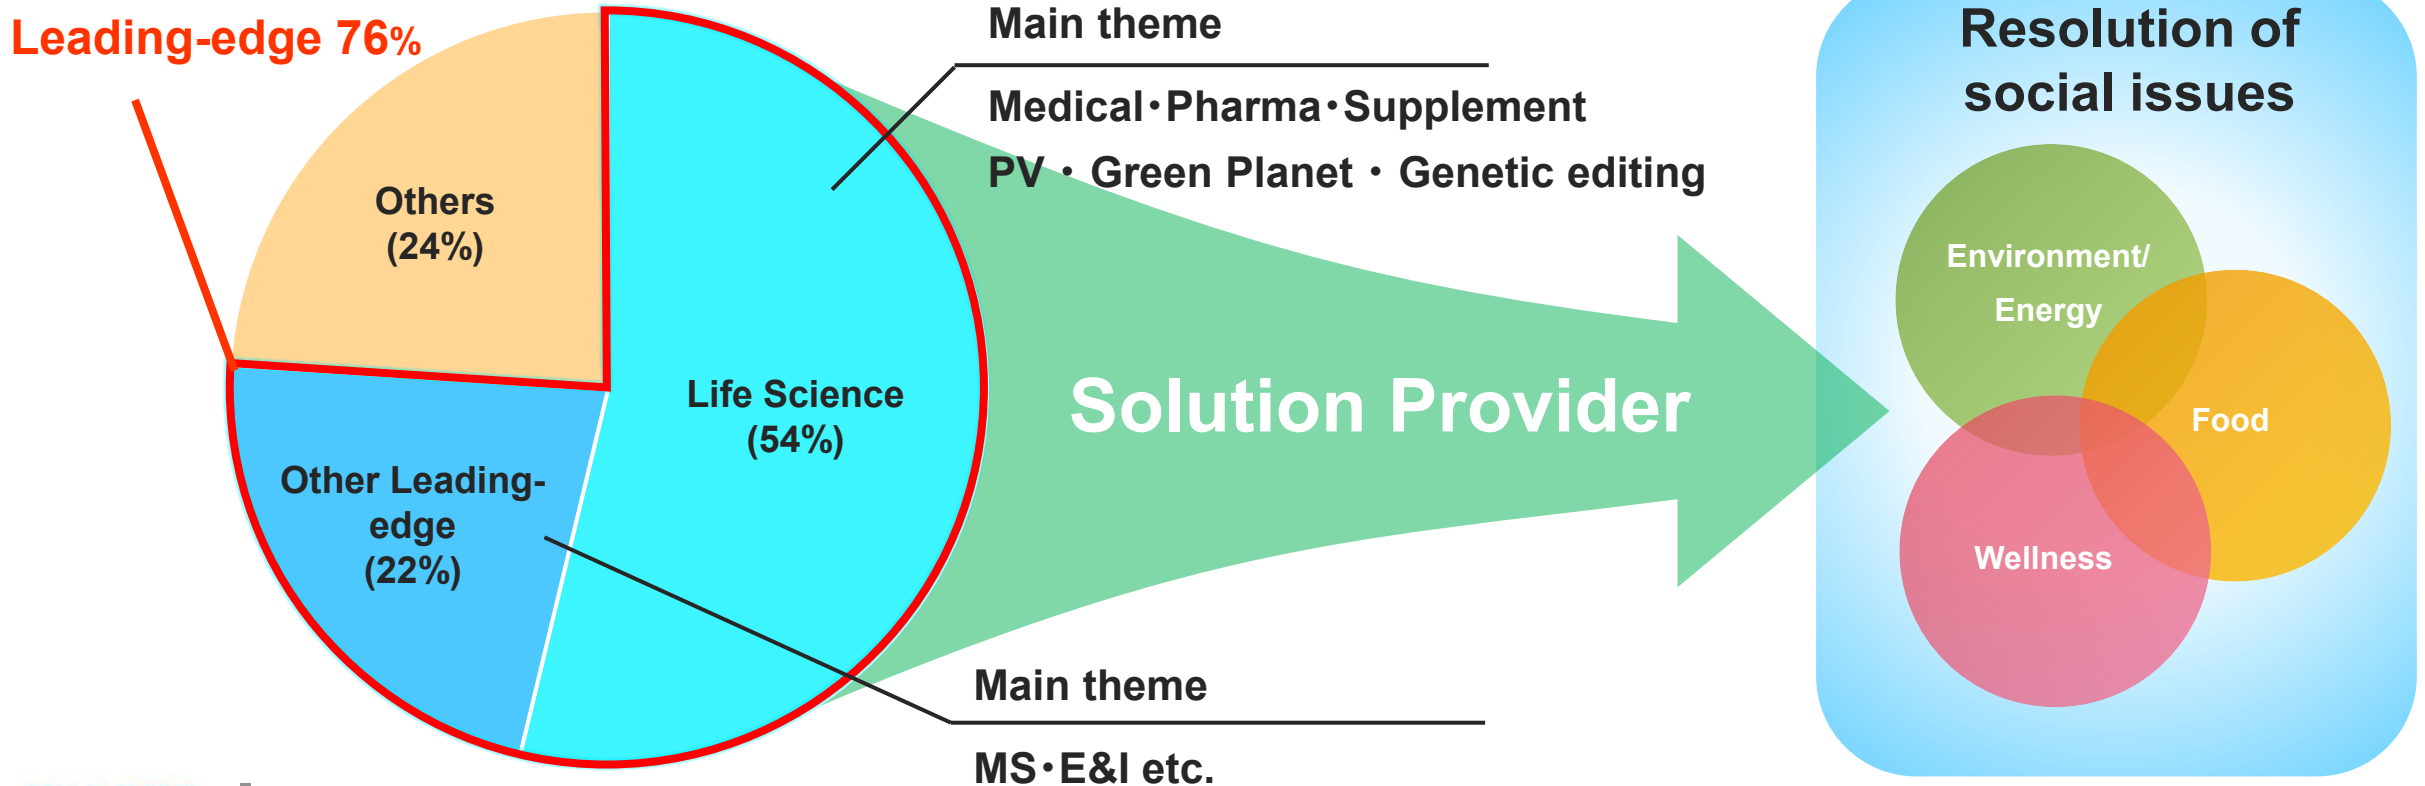 Leading-edge 76%
Others
(24%)
Other Leading-
edge
(22%)
Life Science
(54%)
Main theme
Medical・Pharma・Supplement
PV・Green Planet・Genetic editing
Solution Provider
Main theme
MS・E&I etc.
Resolution of
social issues
Environment/
Energy
Food
Wellness